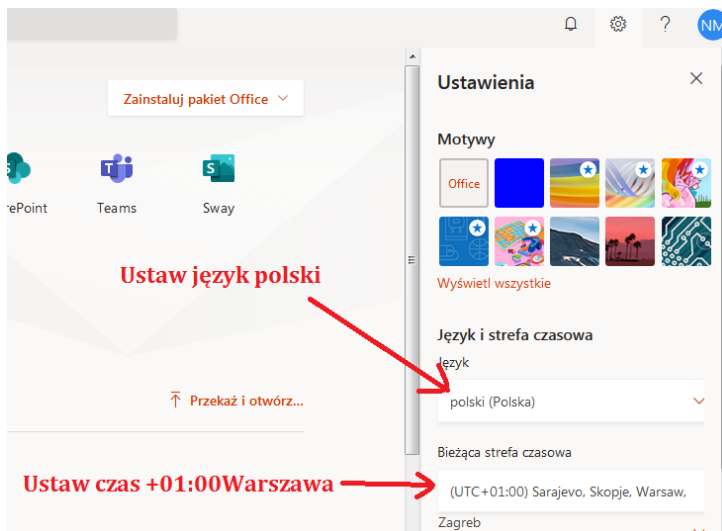 NM
Ustawienia
Zainstaluj pakiet Office
Motywy
Office
S
T
S
rePoint
Teams
Sway
Ustaw język polski
Wyświetl wszystkie
Język i strefa czasowa
Język
Przekaż i otwórz...
polski (Polska)
Bieżąca strefa czasowa
Ustaw czas +01:00Warszawa
(UTC+01:00) Sarajevo, Skopje, Warsaw,
Zagreb